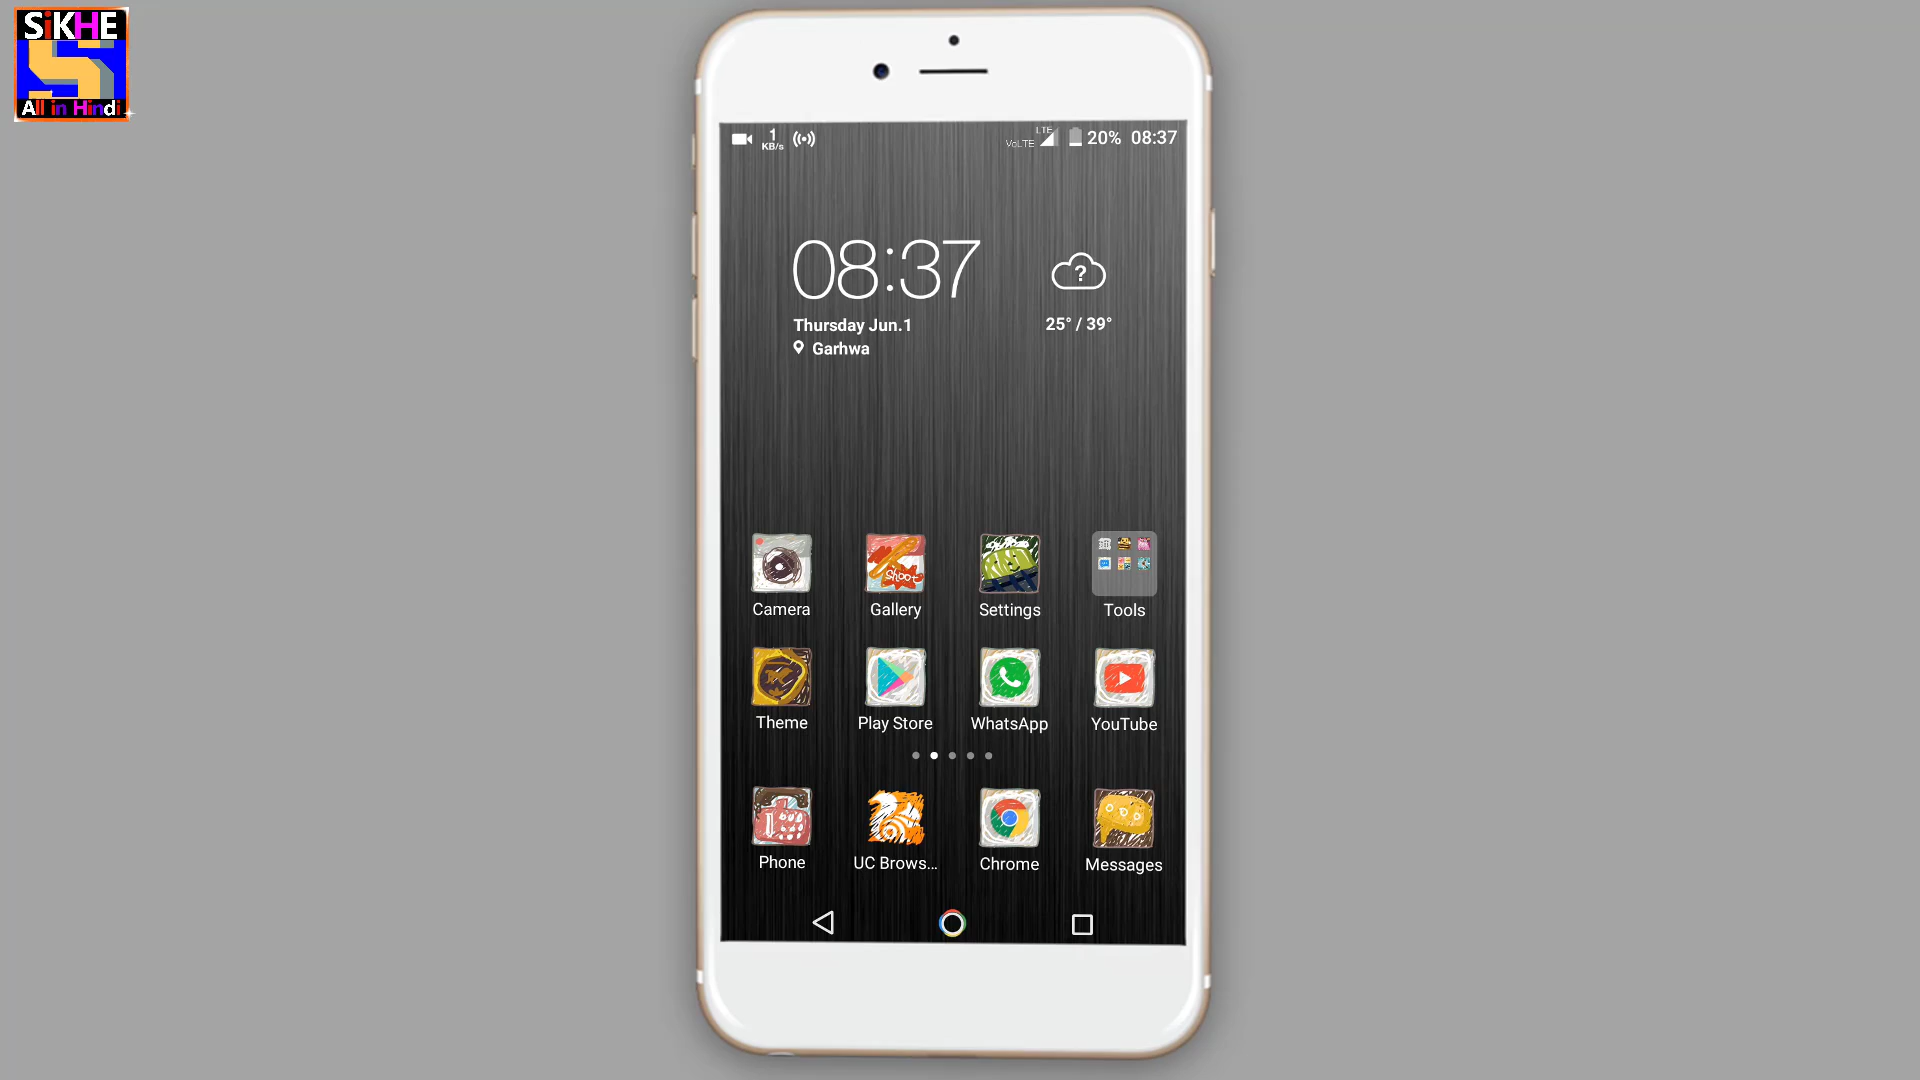 SiKHE
All in Hindi
1
KB/s
LTE
VoLTE
20%
08:37
08:37
Thursday Jun.1
25° / 39°
Garhwa
Shoot
Camera
Gallery
Settings
Tools
Theme
Play Store
WhatsApp
YouTube
Phone
UC Brows...
Chrome
Messages